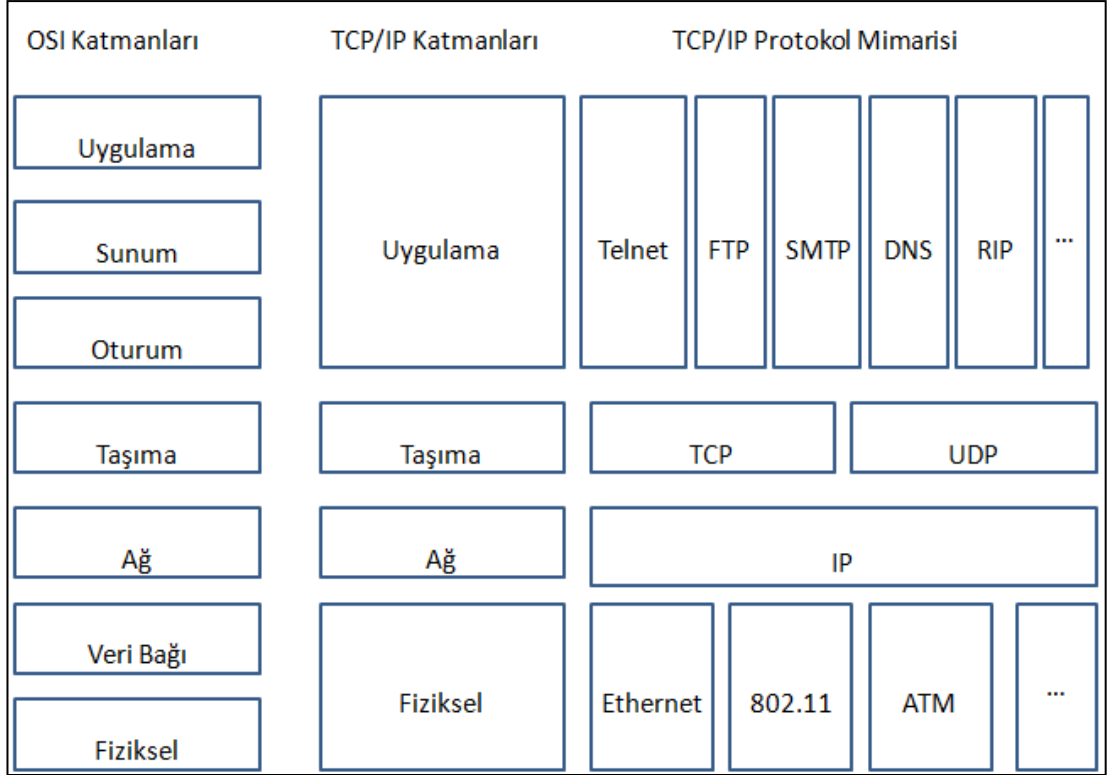 OSI Katmanları TCP/IP Katmanları TCP/IP Protokol Mimarisi
Uygulama
Sunum Uygulama Telnet FTP SMTP DNS RIP ...
Oturum
Taşıma Taşıma TCP UDP
Ağ Ağ IP
Veri Bağı
Fiziksel Ethernet 802.11 ATM ...
Fiziksel